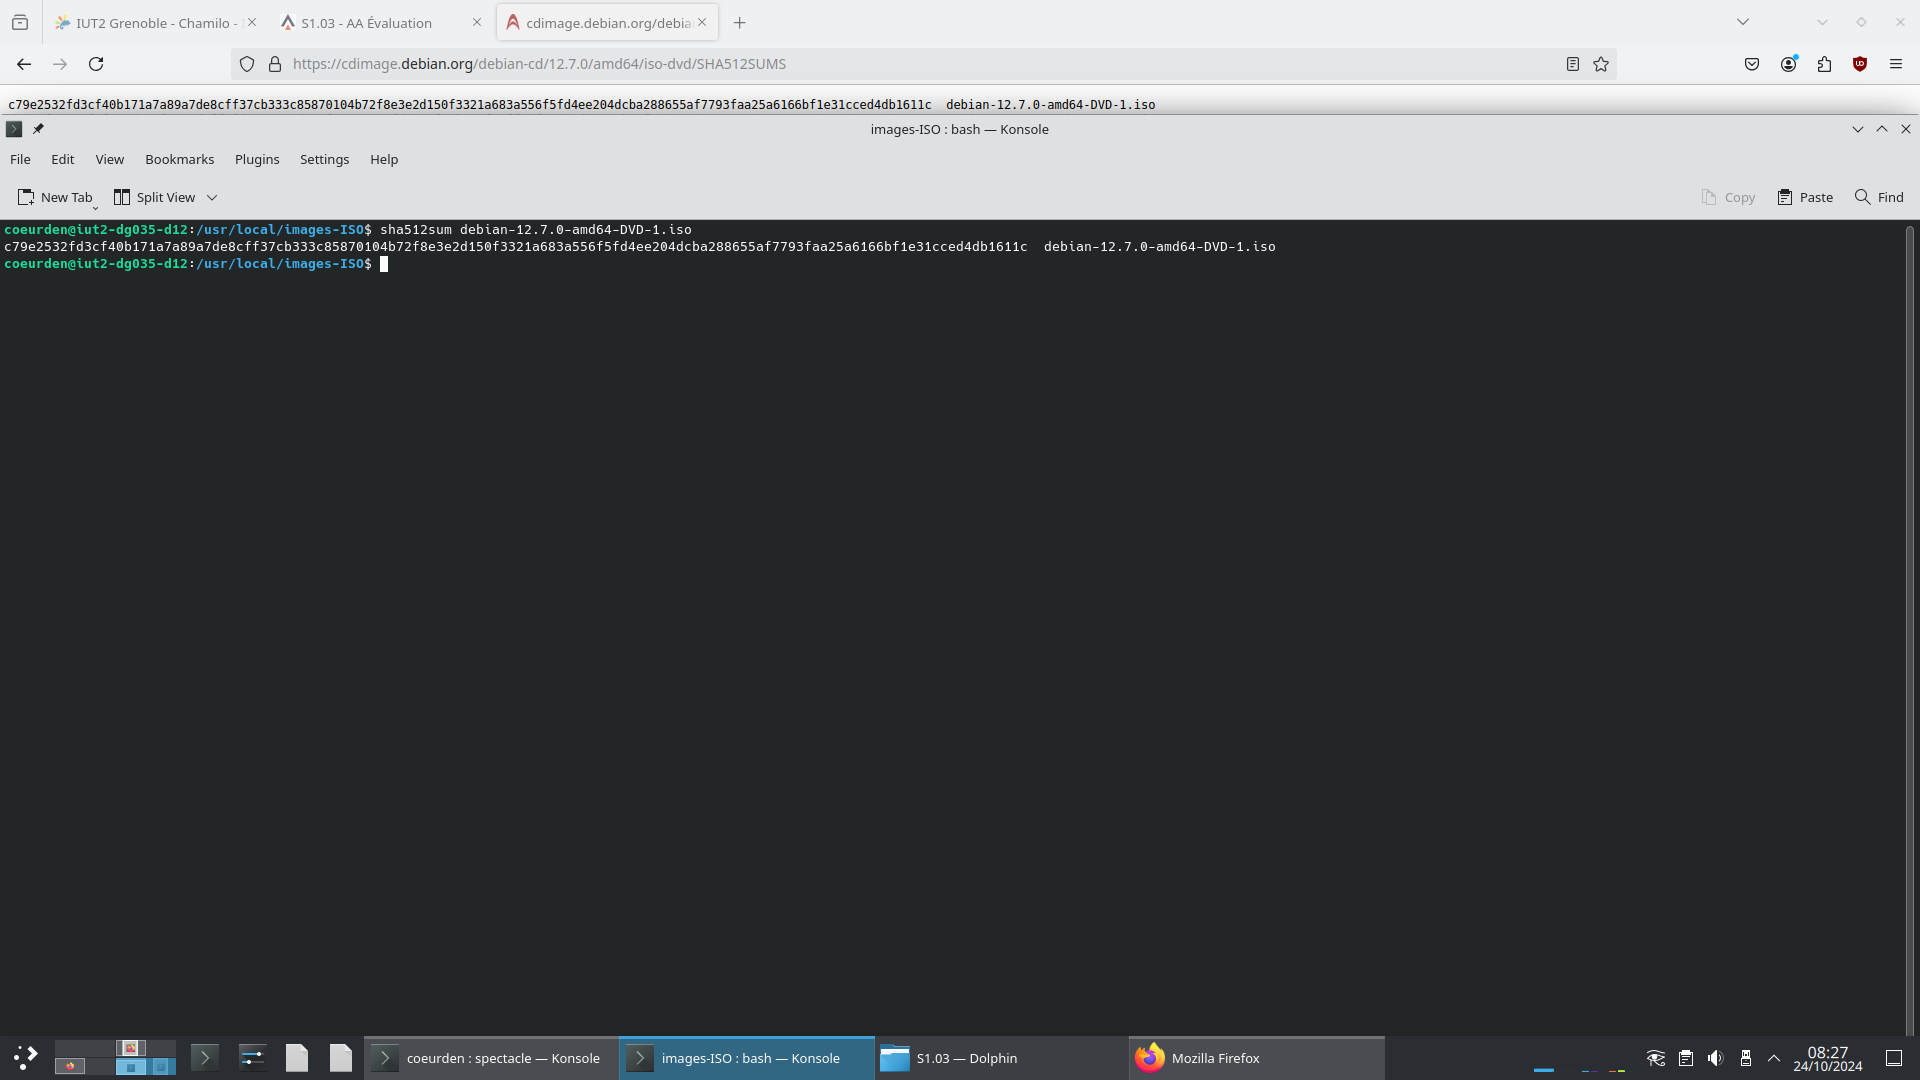 IUT2 Grenoble - Chamilo -
S1.03 - AA Évaluation
cdimage.debian.org/debia
https://cdimage.debian.org/debian-cd/12.7.0/amd64/iso-dvd/SHA512SUMS
c79e2532fd3cf40b171a7a89a7de8cff37cb333c85870104b72f8e3e2d150f3321a683a556f5fd4ee204dcba288655af7793faa25a6166bf1e31cced4db1611c  debian-12.7.0-amd64-DVD-1.iso
images-ISO : bash — Konsole
File Edit View Bookmarks Plugins Settings Help
New Tab Split View Copy Paste Find
coeurden@iut2-dg035-d12:/usr/local/images-ISO$ sha512sum debian-12.7.0-amd64-DVD-1.iso
c79e2532fd3cf40b171a7a89a7de8cff37cb333c85870104b72f8e3e2d150f3321a683a556f5fd4ee204dcba288655af7793faa25a6166bf1e31cced4db1611c  debian-12.7.0-amd64-DVD-1.iso
coeurden@iut2-dg035-d12:/usr/local/images-ISO$
coeurden : spectacle — Konsole
images-ISO : bash — Konsole
S1.03 — Dolphin
Mozilla Firefox
08:27
24/10/2024